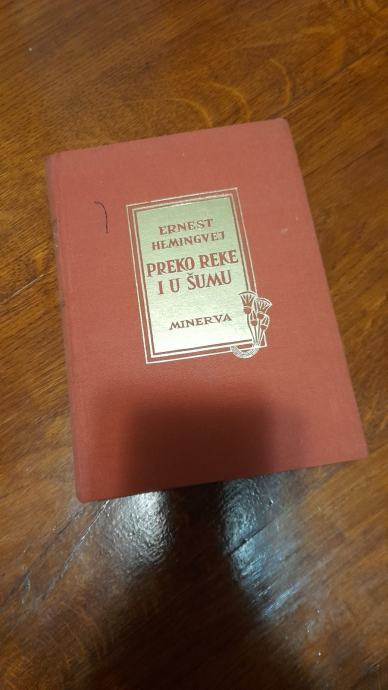 ERNEST
HEMINGVEJ
PREKO REKE
I U ŠUMU
MINERVA